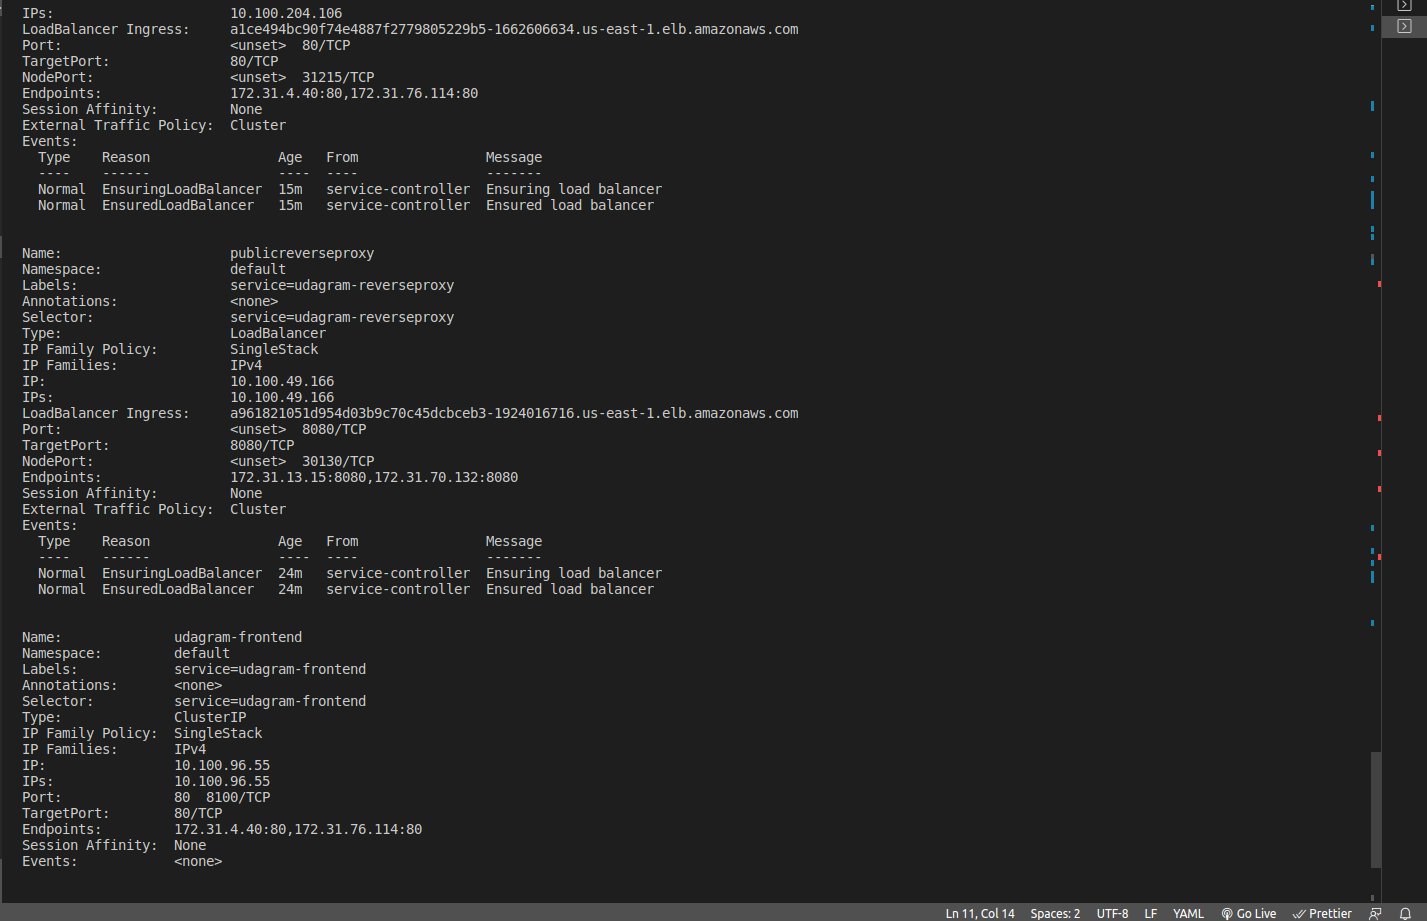 IPs:                      10.100.204.106
LoadBalancer Ingress:     a1ce494bc90f74e4887f2779805229b5-1662606634.us-east-1.elb.amazonaws.com
Port:                     <unset>  80/TCP
TargetPort:               80/TCP
NodePort:                 <unset>  31215/TCP
Endpoints:                172.31.4.40:80,172.31.76.114:80
Session Affinity:         None
External Traffic Policy:  Cluster
Events:
  Type    Reason                Age   From                Message
  ----    ------                ----  ----                -------
  Normal  EnsuringLoadBalancer  15m   service-controller  Ensuring load balancer
  Normal  EnsuredLoadBalancer   15m   service-controller  Ensured load balancer

Name:                     publicreverseproxy
Namespace:                default
Labels:                   service=udagram-reverseproxy
Annotations:              <none>
Selector:                 service=udagram-reverseproxy
Type:                     LoadBalancer
IP Family Policy:         SingleStack
IP Families:              IPv4
IP:                       10.100.49.166
IPs:                      10.100.49.166
LoadBalancer Ingress:     a961821051d954d03b9c70c45dcbceb3-1924016716.us-east-1.elb.amazonaws.com
Port:                     <unset>  8080/TCP
TargetPort:               8080/TCP
NodePort:                 <unset>  30130/TCP
Endpoints:                172.31.13.15:8080,172.31.70.132:8080
Session Affinity:         None
External Traffic Policy:  Cluster
Events:
  Type    Reason                Age   From                Message
  ----    ------                ----  ----                -------
  Normal  EnsuringLoadBalancer  24m   service-controller  Ensuring load balancer
  Normal  EnsuredLoadBalancer   24m   service-controller  Ensured load balancer

Name:              udagram-frontend
Namespace:         default
Labels:            service=udagram-frontend
Annotations:       <none>
Selector:          service=udagram-frontend
Type:              ClusterIP
IP Family Policy:  SingleStack
IP Families:       IPv4
IP:                10.100.96.55
IPs:               10.100.96.55
Port:              80  8100/TCP
TargetPort:        80/TCP
Endpoints:         172.31.4.40:80,172.31.76.114:80
Session Affinity:  None
Events:            <none>
Ln 11, Col 14  Spaces: 2  UTF-8  LF  YAML  Go Live  Prettier